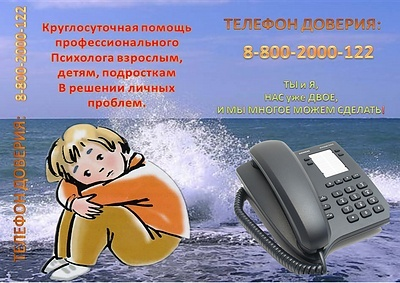 ТЕЛЕФОН ДОВЕРИЯ: 8-800-2000-122
Круглосуточная помощь
профессионального
Психолога взрослым,
детям, подросткам
В решении личных
проблем.
ТЕЛЕФОН ДОВЕРИЯ:
8-800-2000-122
ТЫ и Я,
НАС уже ДВОЕ,
И МЫ МНОГОЕ МОЖЕМ СДЕЛАТЬ!